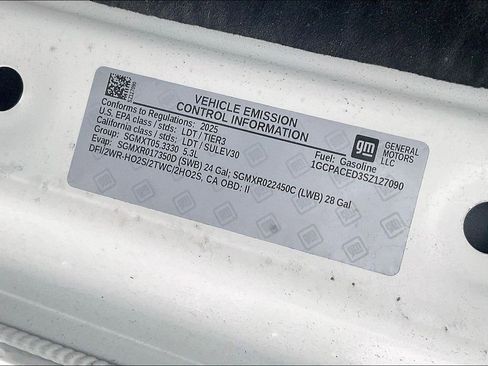 VEHICLE EMISSION
CONTROL INFORMATION
Conforms to Regulations: 2025
U.S. EPA class / stds: LDT / TIER3
California class / stds: LDT / SULEV30
Group: SGMXT05.3330 5.3L
Evap: SGMXR017350D (SWB) 24 Gal; SGMXR022450C (LWB) 28 Gal
DFI/2WR-HO2S/2TWC/2HO2S, CA OBD: II
Fuel: Gasoline
1GCPACED3SZ127090
gm
GENERAL
MOTORS
LLC
SZ127090